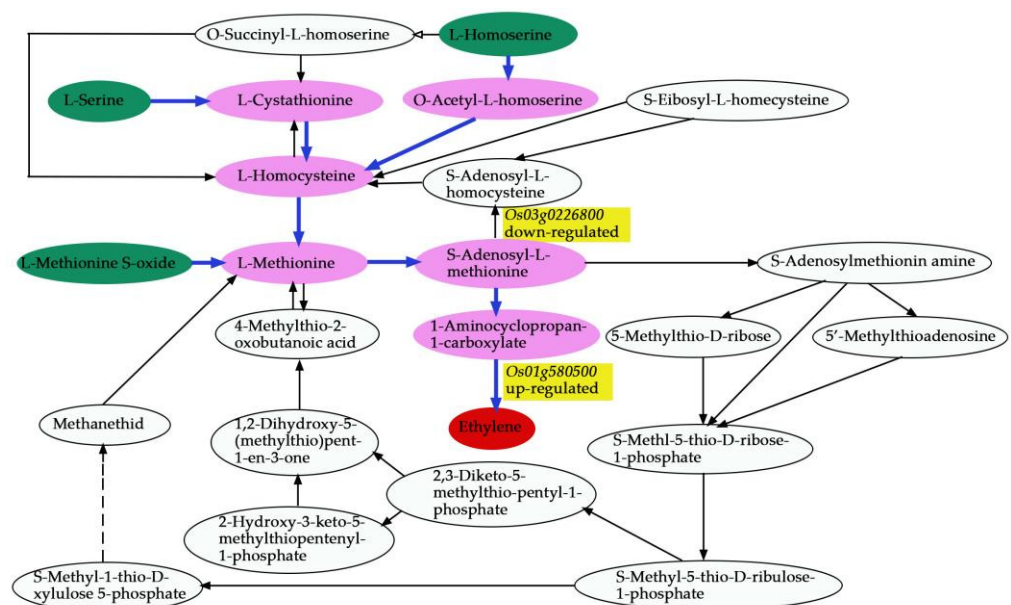 O-Succinyl-L-homoserine
L-Homoserine
L-Serine
L-Cystathionine
O-Acetyl-L-homoserine
S-Eibosyl-L-homecysteine
L-Homocysteine
S-Adenosyl-L-
homocysteine
Os03g0226800
down-regulated
L-Methionine S-oxide
L-Methionine
S-Adenosyl-L-
methionine
S-Adenosylmethionin amine
4-Methylthio-2-
oxobutanoic acid
1-Aminocyclopropan-
1-carboxylate
5-Methylthio-D-ribose
5′-Methylthioadenosine
Os01g580500
up-regulated
Methanethid
1,2-Dihydroxy-5-
(methylthio)pent-
1-en-3-one
Ethylene
S-Methl-5-thio-D-ribose-
1-phosphate
2,3-Diketo-5-
methylthio-pentyl-1-
phosphate
2-Hydroxy-3-keto-5-
methylthiopentenyl-
1-phosphate
S-Methyl-1-thio-D-
xylulose 5-phosphate
S-Methyl-5-thio-D-ribulose-
1-phosphate